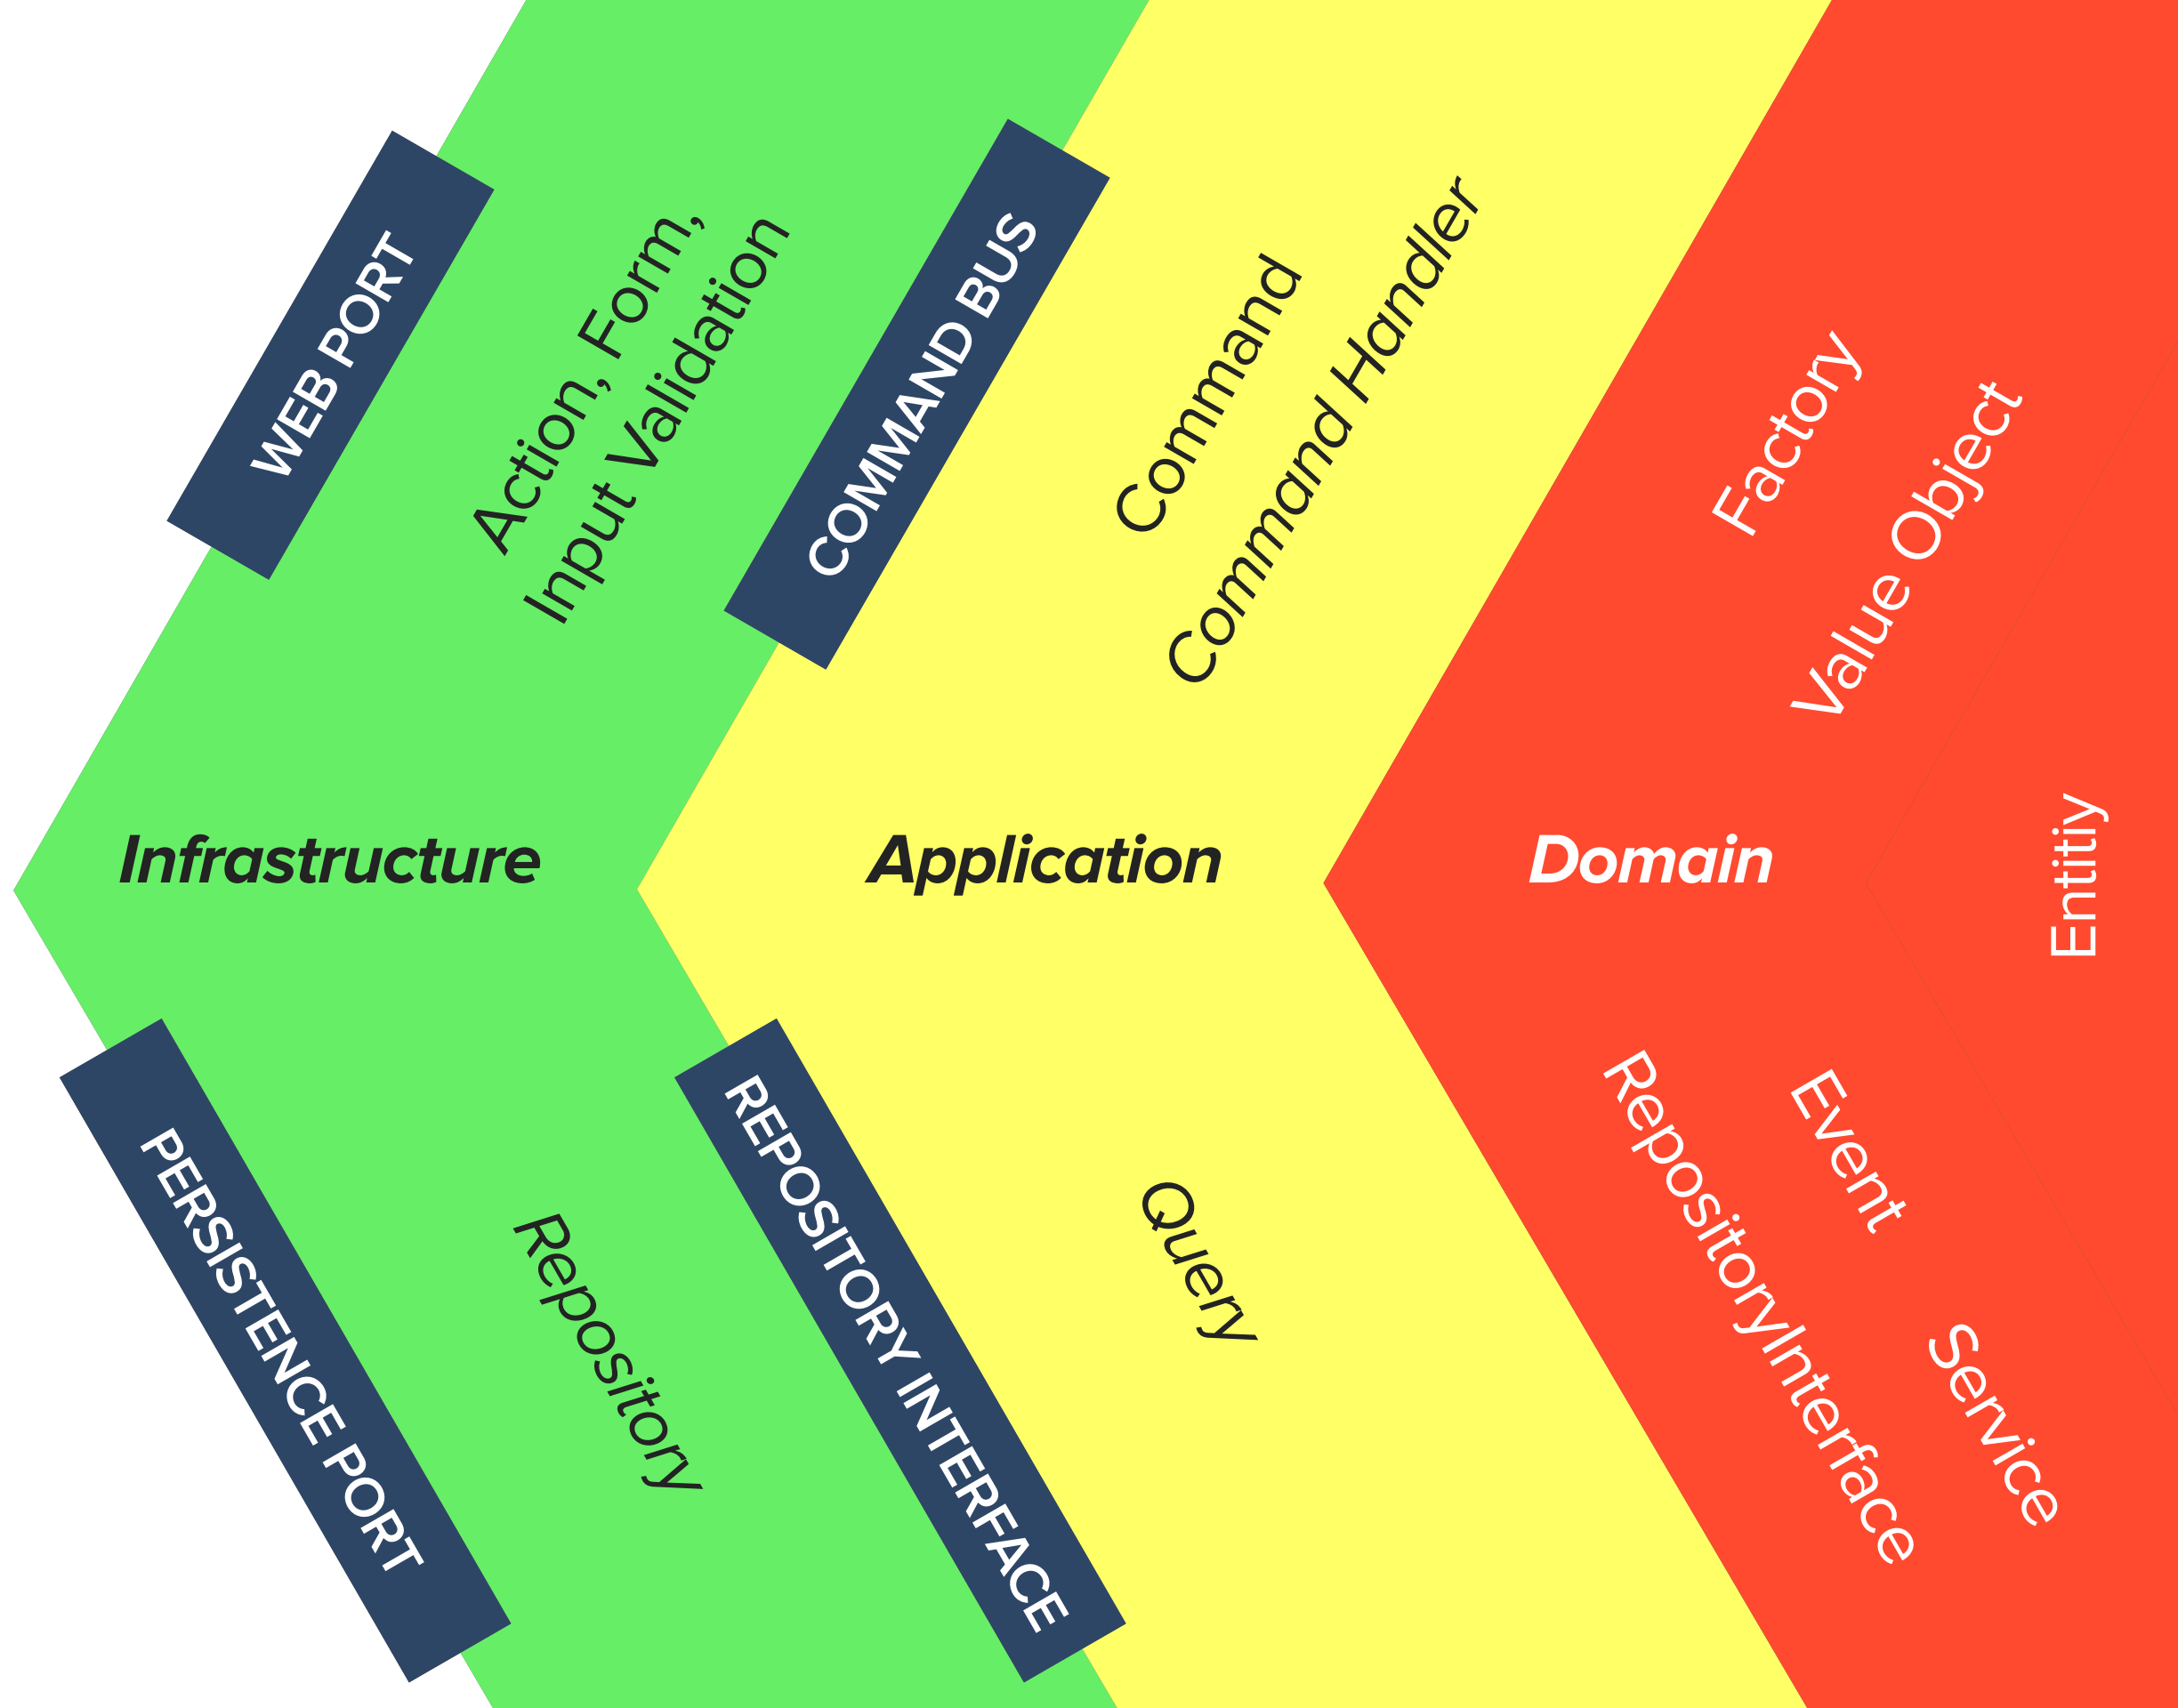 WEB PORT
Action, Form,
Input Validation
COMMAND BUS
Command
Command Handler
Factory
Value Object
Entity
Infrastructure
Application
Domain
PERSISTENCE PORT
Repository
REPOSITORY INTERFACE
Query
RepositoryInterface
Event
Service